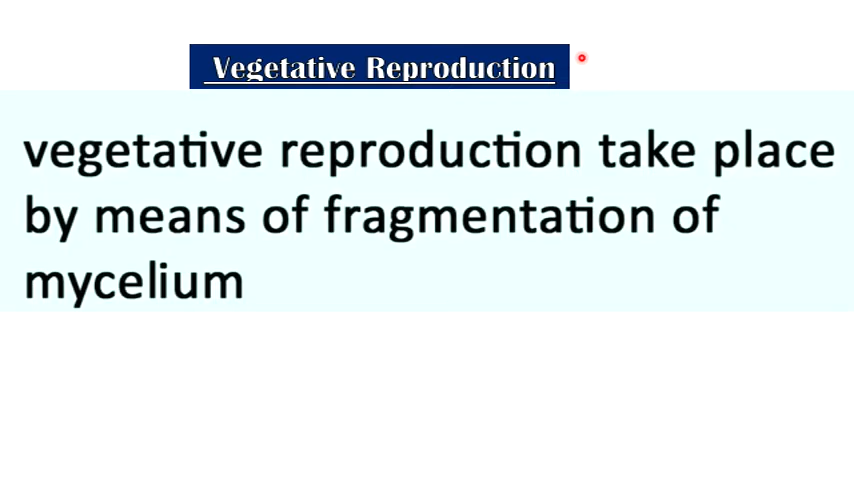 Vegetative Reproduction
vegetative reproduction take place
by means of fragmentation of
mycelium